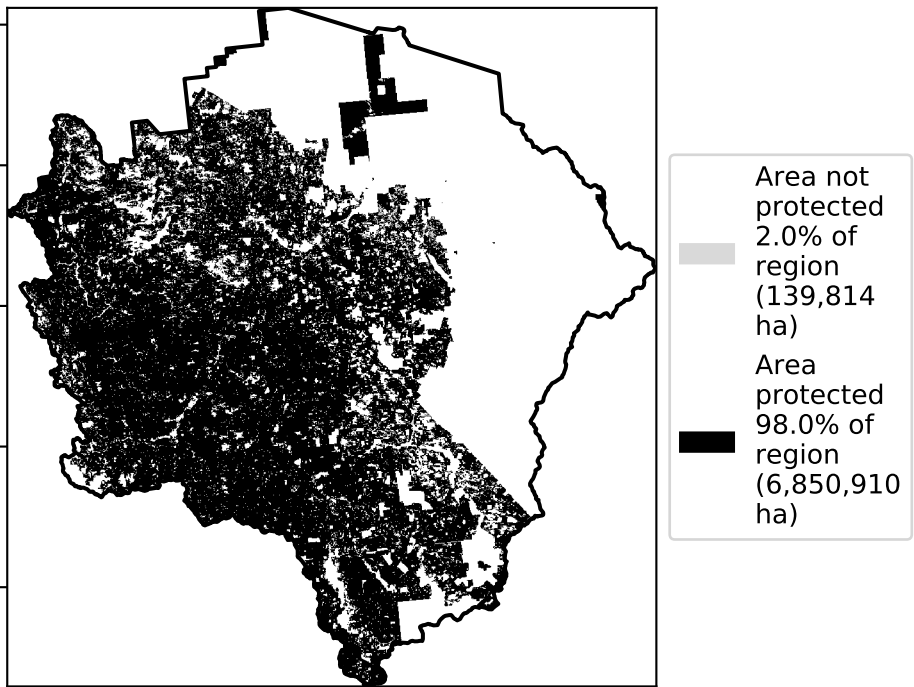 Area not
protected
2.0% of
region
(139,814
ha)
Area
protected
98.0% of
region
(6,850,910
ha)